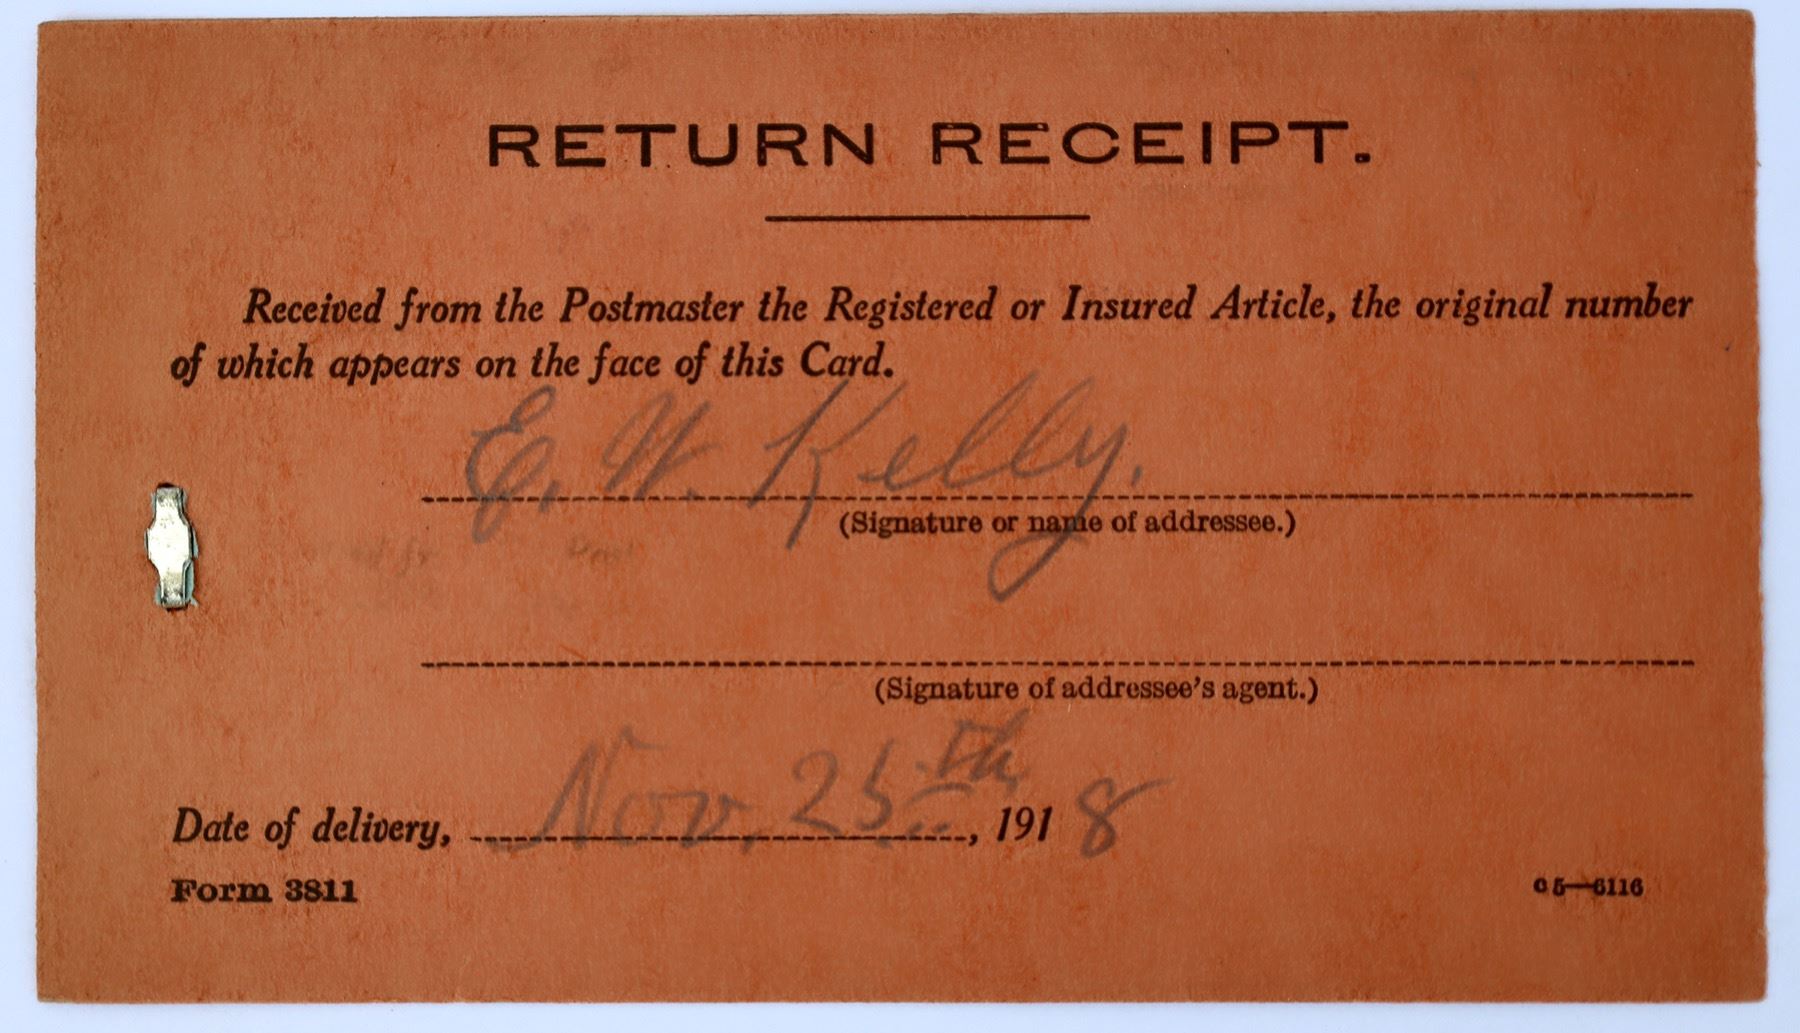 RETURN RECEIPT.
Received from the Postmaster the Registered or Insured Article, the original number
of which appears on the face of this Card.
E. W. Kelly.
(Signature or name of addressee.)
(Signature of addressee's agent.)
Date of delivery, Nov. 25th, 1918
Form 3811
c5—6116